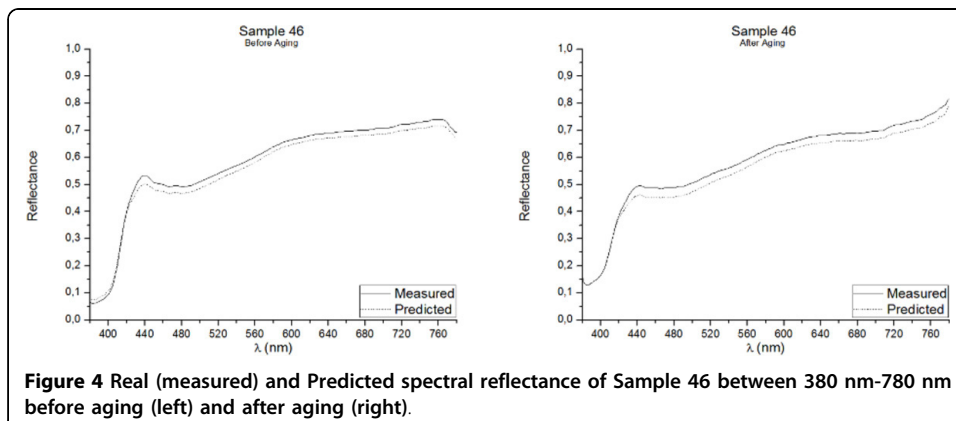 Sample 46
Before Aging
1,0
0,9
0,8
0,7
0,6
0,5
0,4
0,3
0,2
0,1
0,0
Reflectance
Measured
Predicted
400 440 480 520 560 600 640 680 720 760
λ (nm)
Sample 46
After Aging
1,0
0,9
0,8
0,7
0,6
0,5
0,4
0,3
0,2
0,1
0,0
Reflectance
Measured
Predicted
400 440 480 520 560 600 640 680 720 760
λ (nm)
Figure 4 Real (measured) and Predicted spectral reflectance of Sample 46 between 380 nm-780 nm
before aging (left) and after aging (right).